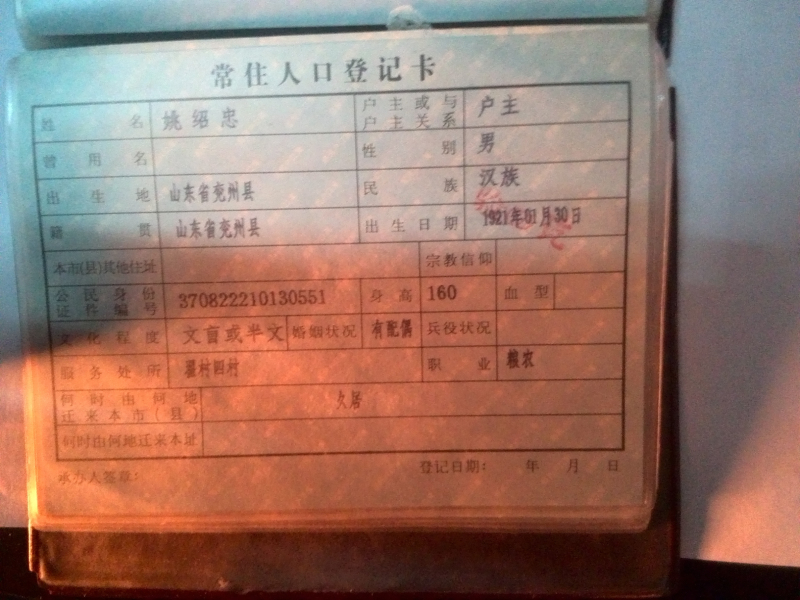 常住人口登记卡
姓名 姚绍忠 户主或与户主关系 户主
曾用名 性别 男
出生地 山东省兖州县 民族 汉族
籍贯 山东省兖州县 出生日期 1921年01月30日
本市(县)其他住址 宗教信仰
公民身份证件编号 370822210130551 身高 160 血型
文化程度 文盲或半文 婚姻状况 有配偶 兵役状况
服务处所 翟村四村 职业 粮农
何时由何地迁来本市(县) 久居
何时由何地迁来本址
承办人签章: 登记日期: 年 月 日